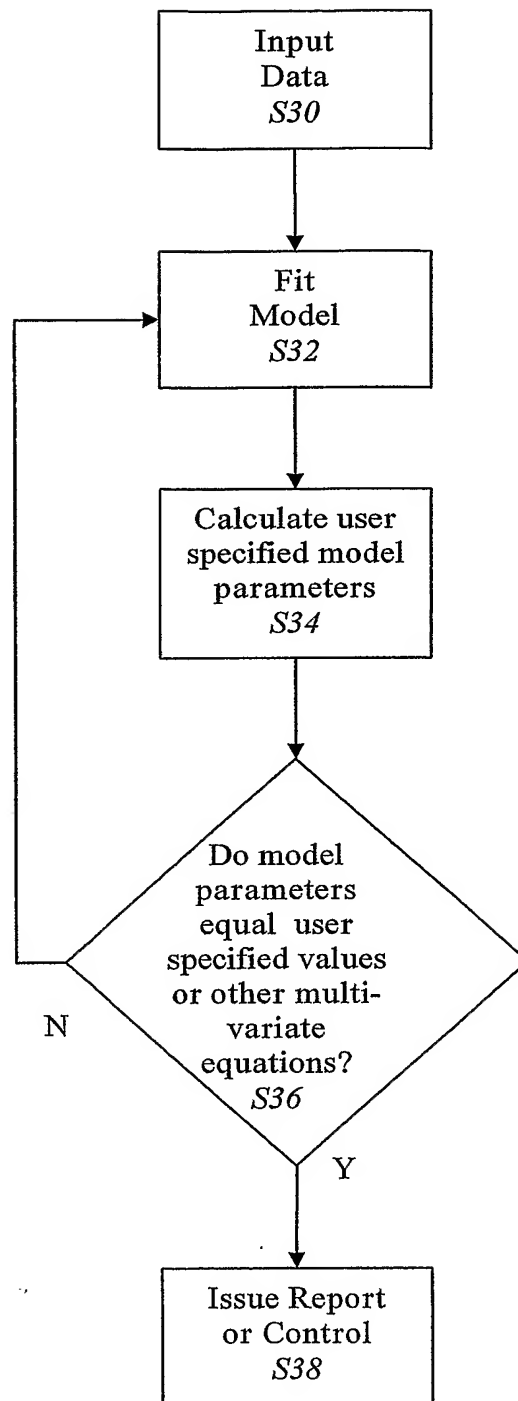 Input
Data
S30
Fit
Model
S32
Calculate user
specified model
parameters
S34
Do model
parameters
equal user
specified values
or other multi-
variate
equations?
S36
N
Y
Issue Report
or Control
S38